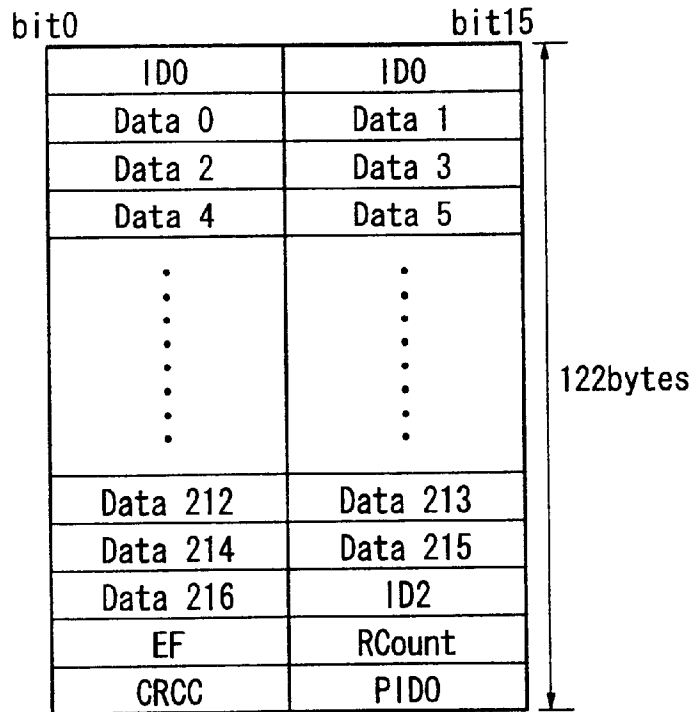 bit0 bit15
ID0 ID0
Data 0 Data 1
Data 2 Data 3
Data 4 Data 5
122bytes
Data 212 Data 213
Data 214 Data 215
Data 216 ID2
EF RCount
CRCC PID0